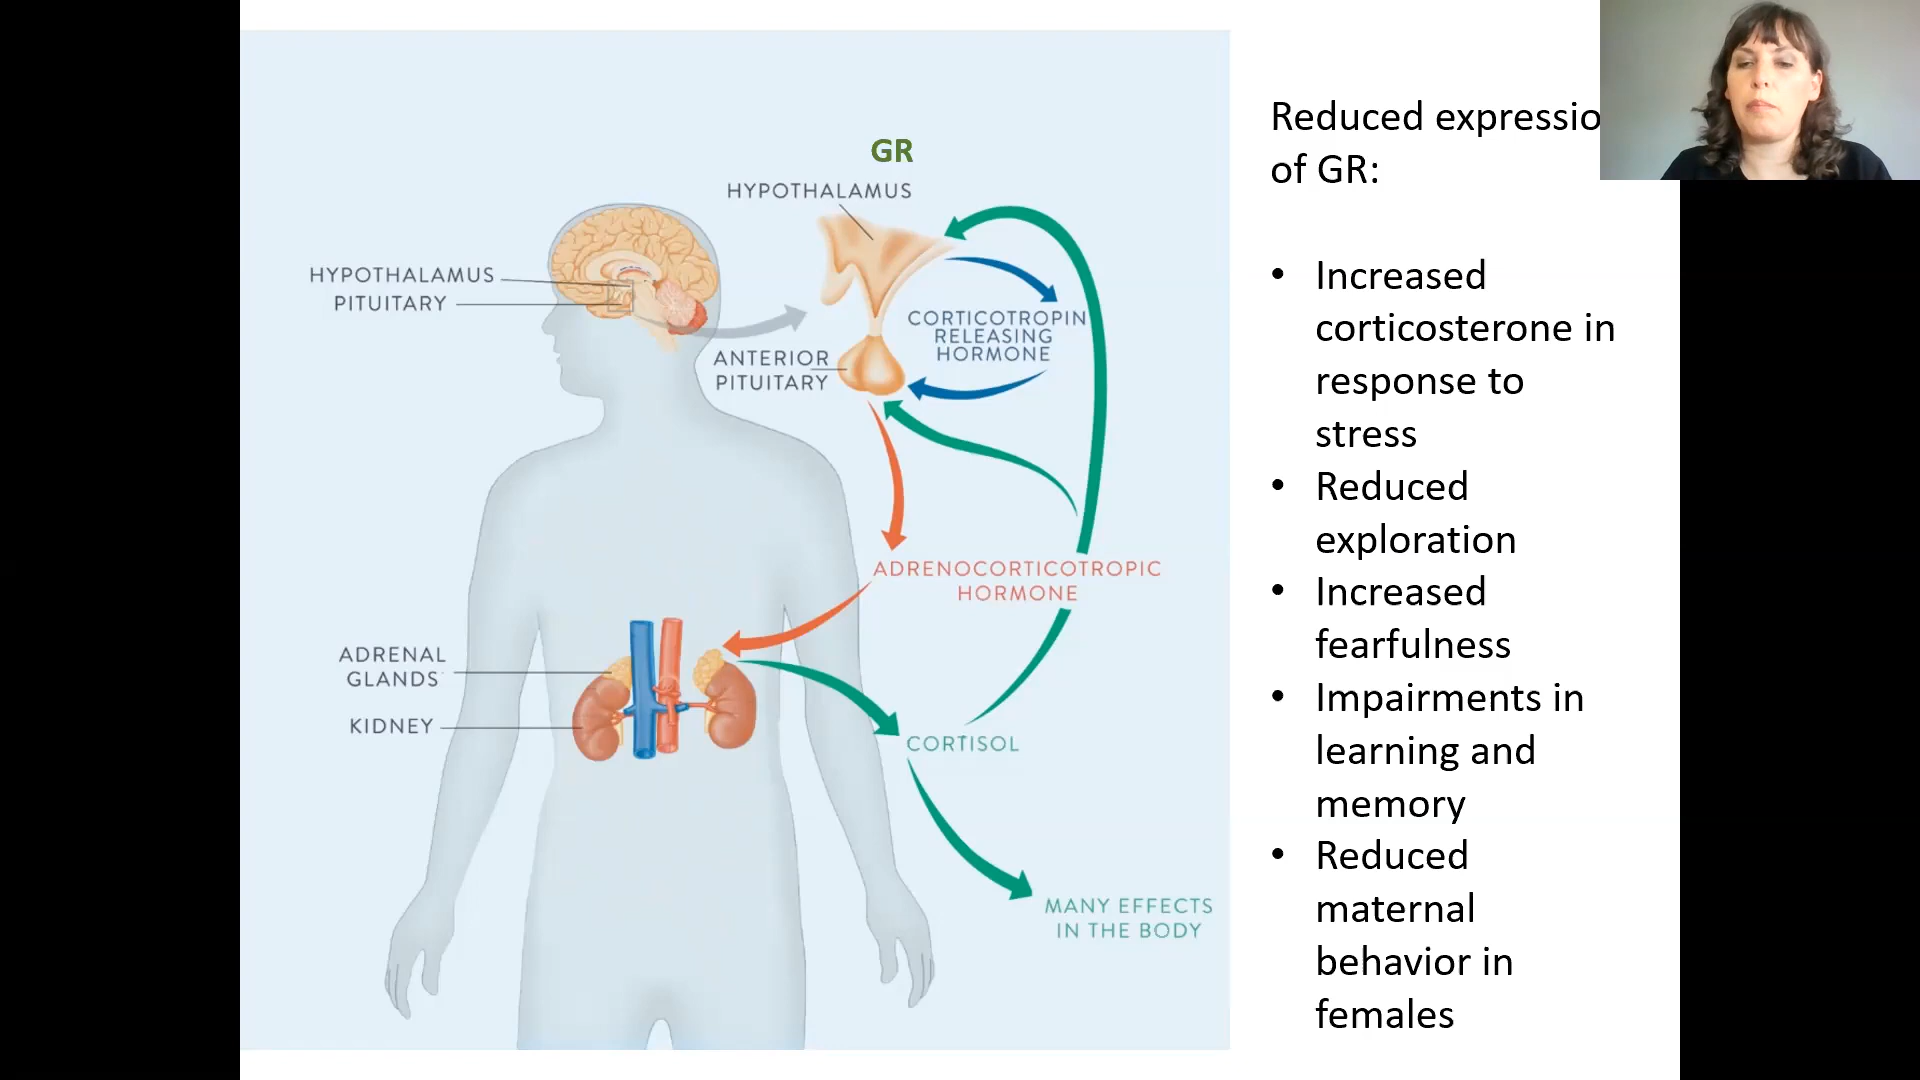 GR
HYPOTHALAMUS
HYPOTHALAMUS
PITUITARY
CORTICOTROPIN
RELEASING
HORMONE
ANTERIOR
PITUITARY
ADRENOCORTICOTROPIC
HORMONE
ADRENAL
GLANDS
KIDNEY
CORTISOL
MANY EFFECTS
IN THE BODY
Reduced expressio
of GR:
• Increased
corticosterone in
response to
stress
• Reduced
exploration
• Increased
fearfulness
• Impairments in
learning and
memory
• Reduced
maternal
behavior in
females